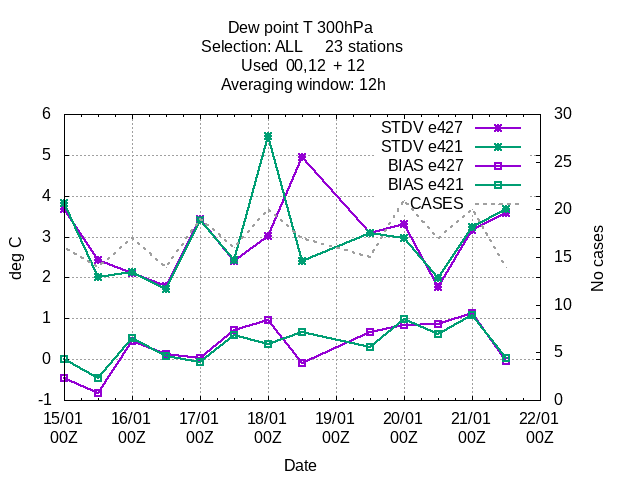 Dew point T 300hPa
Selection: ALL 23 stations
Used 00,12 + 12
Averaging window: 12h
6 30
STDV e427
STDV e421
BIAS e427
BIAS e421
CASES
5 25
4 20
3 15
2
1 10
0 5
-1 0
deg C
No cases
15/01 16/01 17/01 18/01 19/01 20/01 21/01 22/01
00Z 00Z 00Z 00Z 00Z 00Z 00Z 00Z
Date